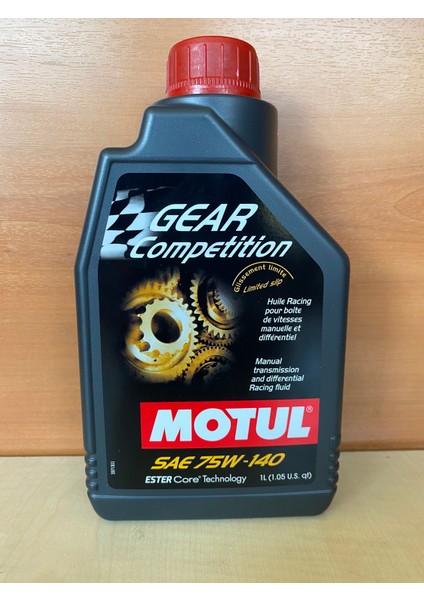 GEAR
Competition
Glissement limité
Limited slip
Huile Racing
pour boîte
de vitesses
manuelle et
différentiel
Manual
transmission
and differential
Racing fluid
MOTUL®
SAE 75W-140
ESTER Core® Technology
1L (1.05 U.S. qt)